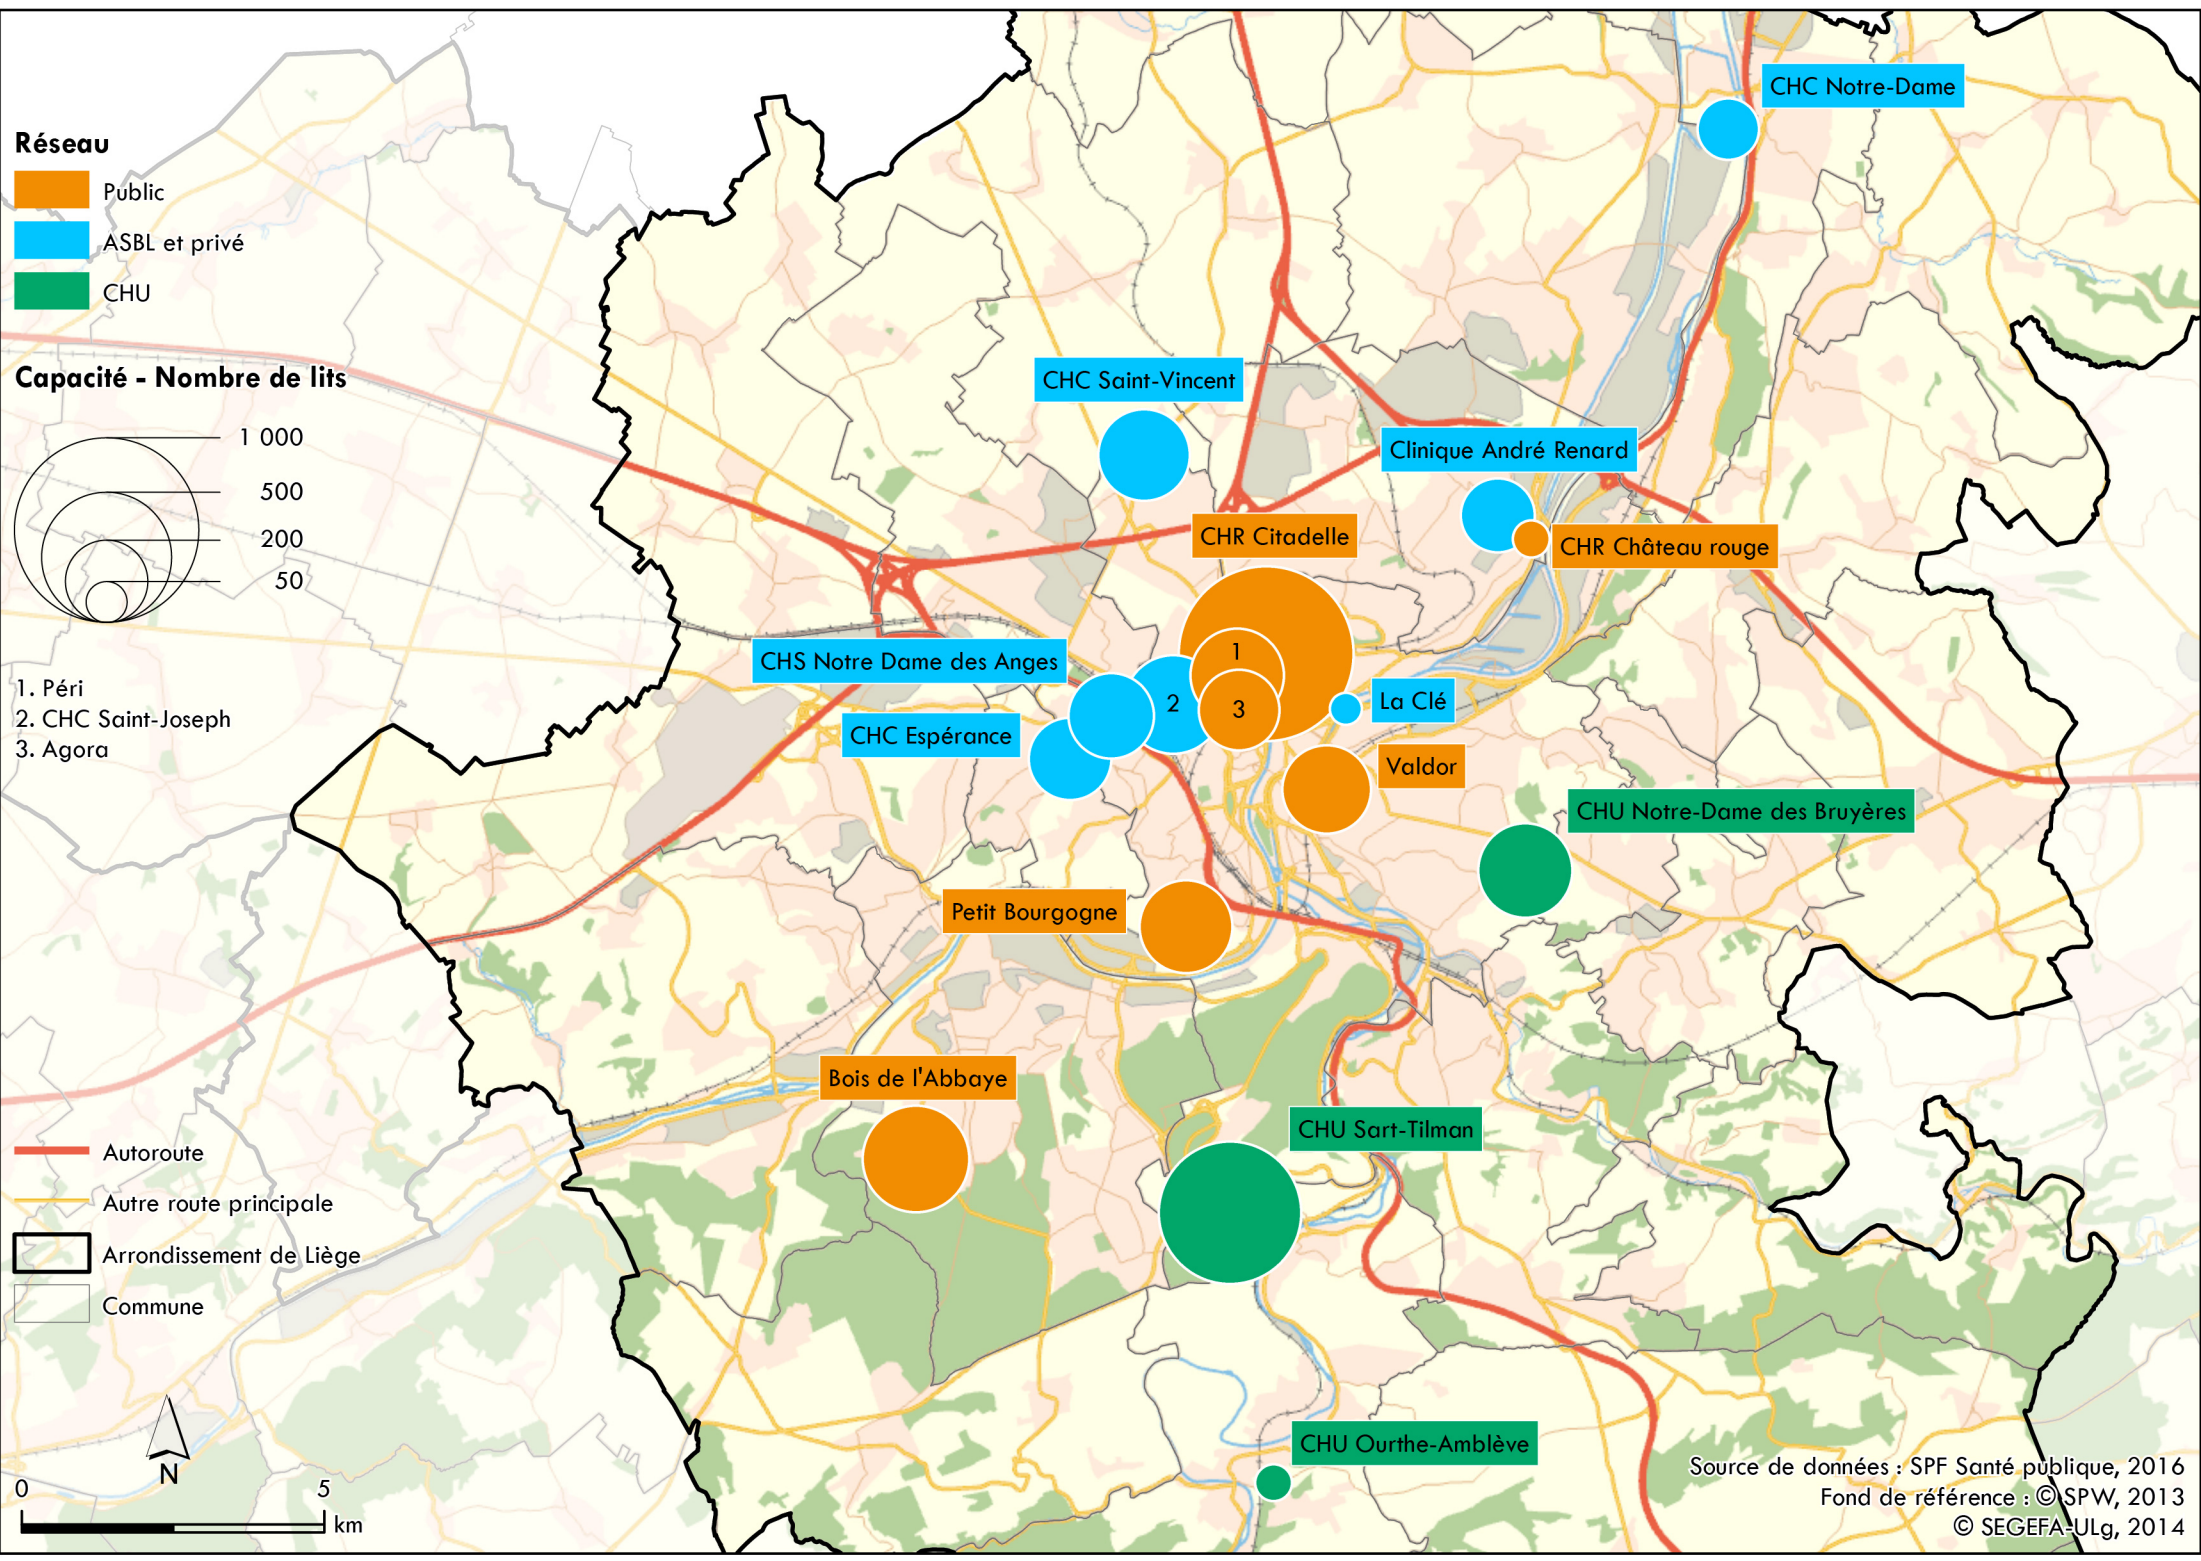 Réseau
Public
ASBL et privé
CHU
Capacité - Nombre de lits
1 000
500
200
50
1. Péri
2. CHC Saint-Joseph
3. Agora
CHC Notre-Dame
CHC Saint-Vincent
Clinique André Renard
CHR Citadelle
CHR Château rouge
1
CHS Notre Dame des Anges
2
3
La Clé
CHC Espérance
Valdor
CHU Notre-Dame des Bruyères
Petit Bourgogne
Bois de l'Abbaye
CHU Sart-Tilman
CHU Ourthe-Amblève
Autoroute
Autre route principale
Arrondissement de Liège
Commune
N
0 5
km
Source de données : SPF Santé publique, 2016
Fond de référence : © SPW, 2013
© SEGEFA-ULg, 2014